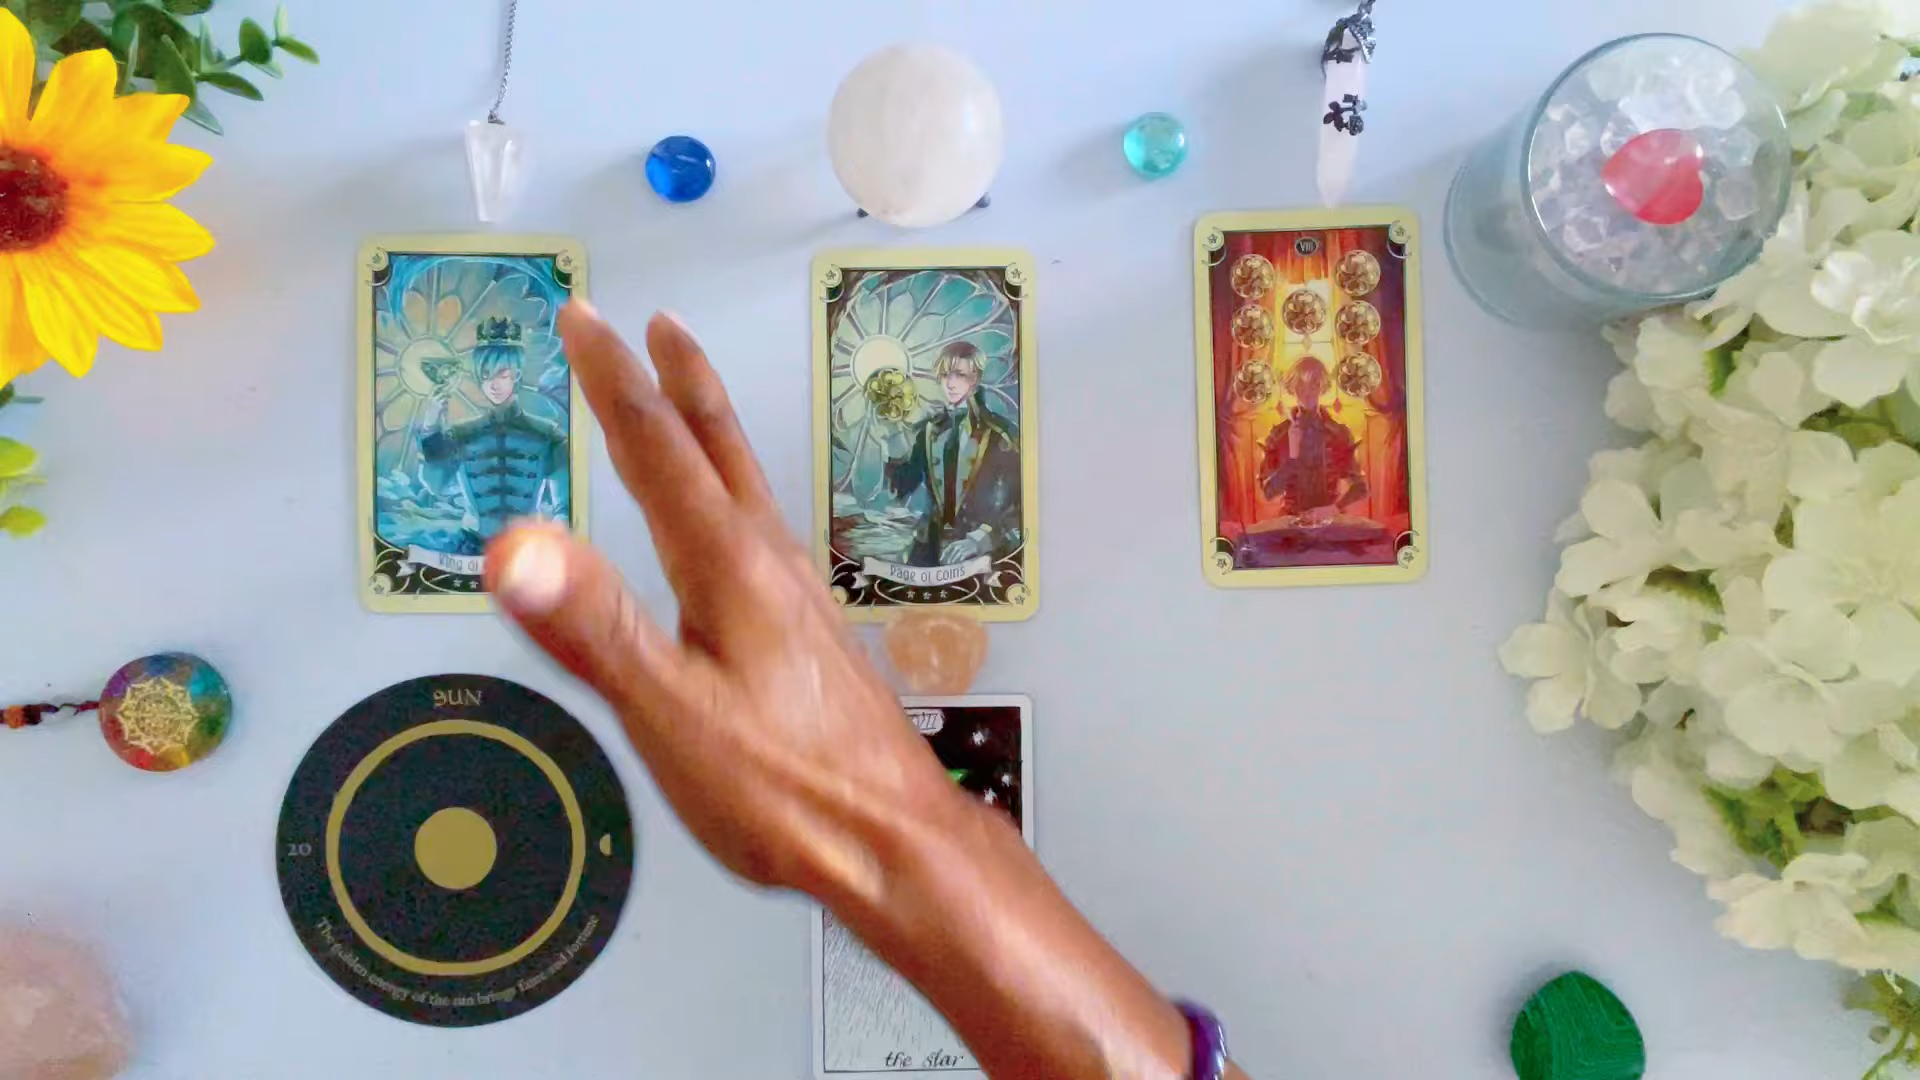 VIII
King of
Page of Coins
SUN
20
The golden energy of the sun brings fame and fortune
XVII
the star